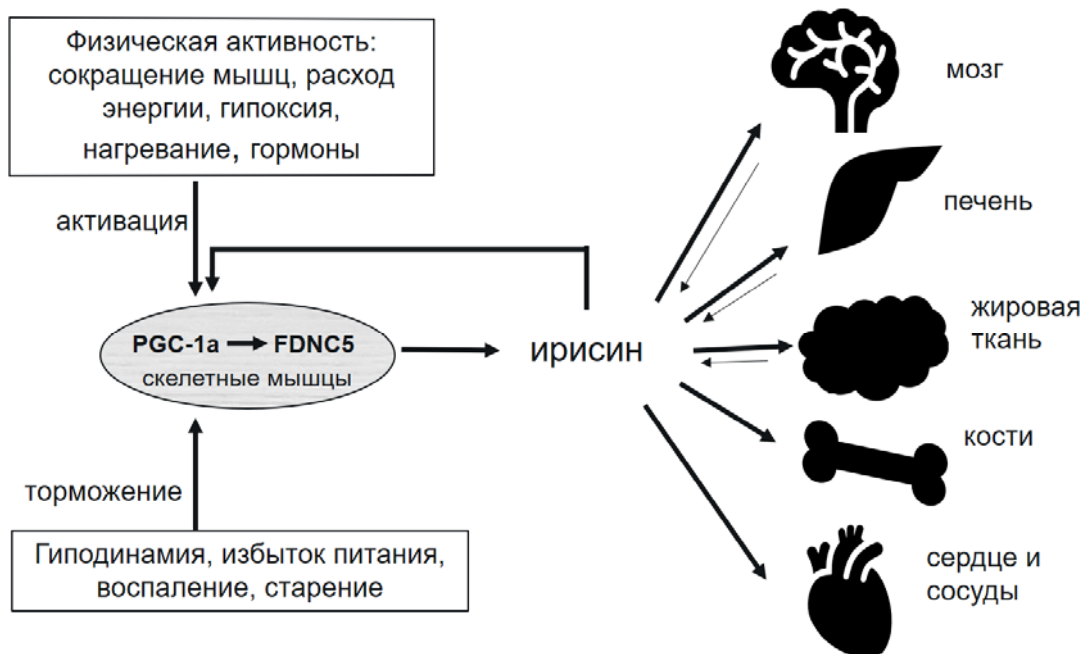 Физическая активность:
сокращение мышц, расход
энергии, гипоксия,
нагревание, гормоны
активация
PGC-1a FDNC5
скелетные мышцы
торможение
Гиподинамия, избыток питания,
воспаление, старение
ирисин
мозг
печень
жировая
ткань
кости
сердце и
сосуды